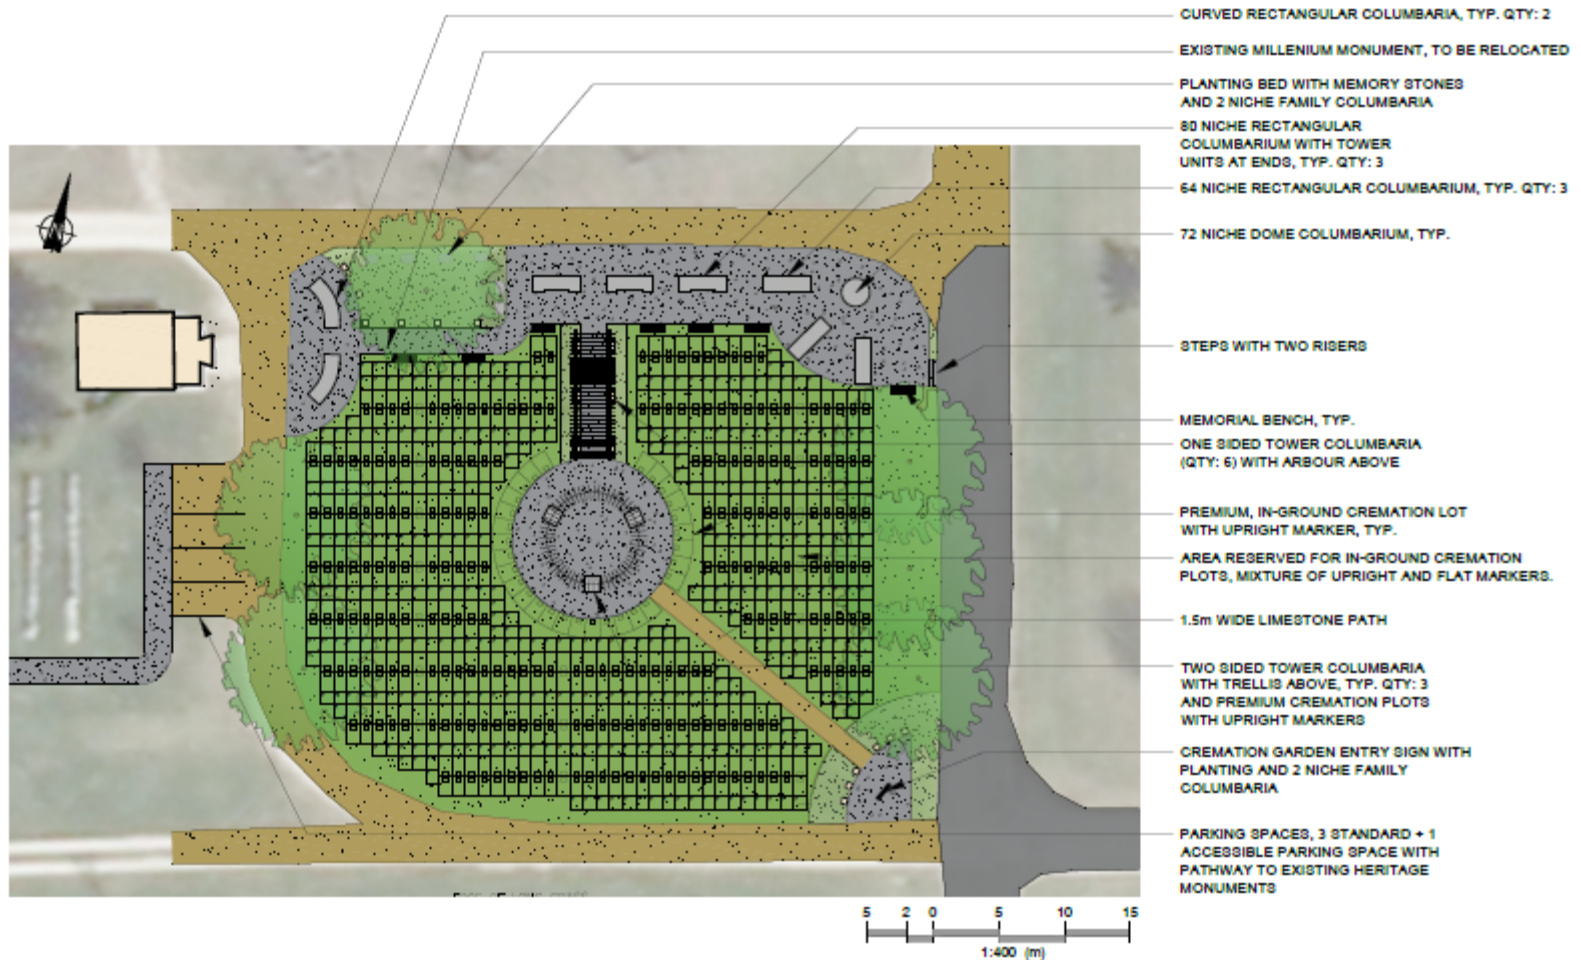 CURVED RECTANGULAR COLUMBARIA, TYP. QTY: 2
EXISTING MILLENIUM MONUMENT, TO BE RELOCATED
PLANTING BED WITH MEMORY STONES
AND 2 NICHE FAMILY COLUMBARIA
80 NICHE RECTANGULAR
COLUMBARIUM WITH TOWER
UNITS AT ENDS, TYP. QTY: 3
64 NICHE RECTANGULAR COLUMBARIUM, TYP. QTY: 3
72 NICHE DOME COLUMBARIUM, TYP.
STEPS WITH TWO RISERS
MEMORIAL BENCH, TYP.
ONE SIDED TOWER COLUMBARIA
(QTY: 6) WITH ARBOUR ABOVE
PREMIUM, IN-GROUND CREMATION LOT
WITH UPRIGHT MARKER, TYP.
AREA RESERVED FOR IN-GROUND CREMATION
PLOTS, MIXTURE OF UPRIGHT AND FLAT MARKERS.
1.5m WIDE LIMESTONE PATH
TWO SIDED TOWER COLUMBARIA
WITH TRELLIS ABOVE, TYP. QTY: 3
AND PREMIUM CREMATION PLOTS
WITH UPRIGHT MARKERS
CREMATION GARDEN ENTRY SIGN WITH
PLANTING AND 2 NICHE FAMILY
COLUMBARIA
PARKING SPACES, 3 STANDARD + 1
ACCESSIBLE PARKING SPACE WITH
PATHWAY TO EXISTING HERITAGE
MONUMENTS
5 2 0 5 10 15
1:400 (m)